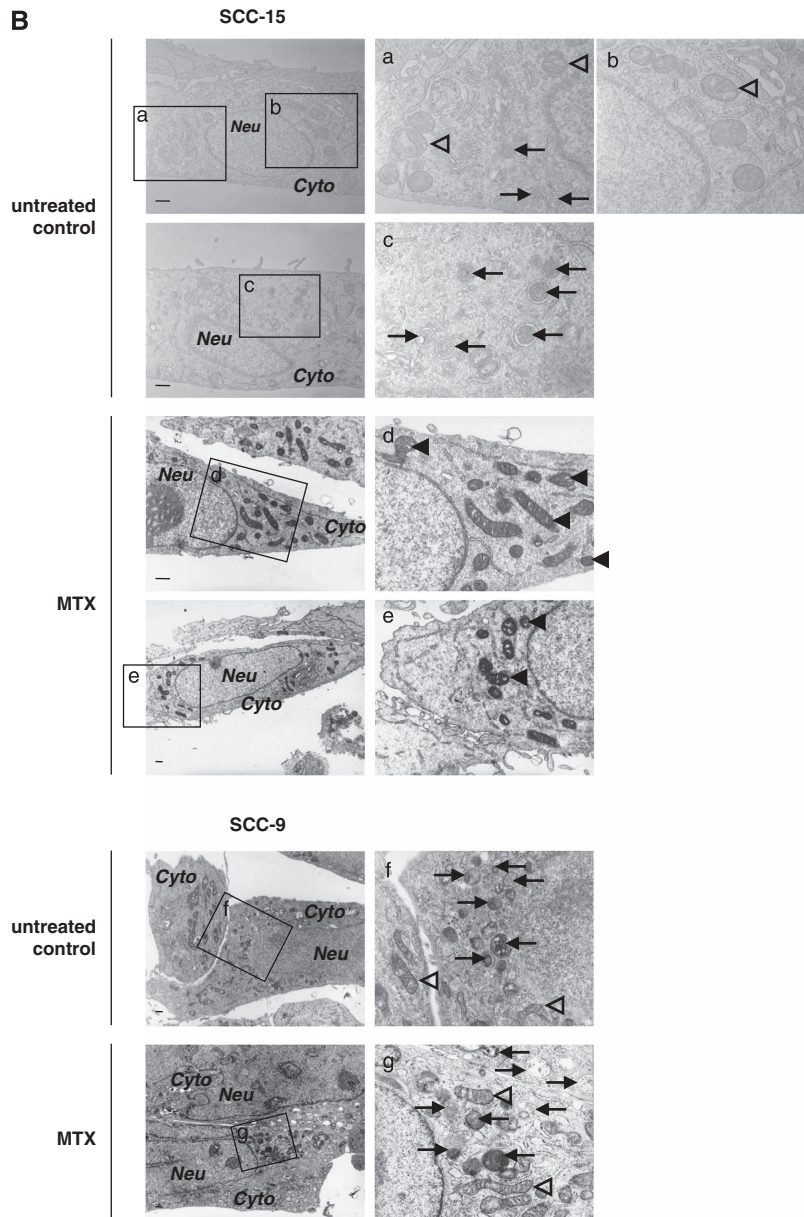 B
SCC-15
untreated
control
a
b
Neu
Cyto
a
b
c
Neu
Cyto
c
MTX
Neu
d
Cyto
d
e
Neu
Cyto
e
SCC-9
untreated
control
Cyto
f
Cyto
Neu
f
MTX
Cyto
Neu
g
Neu
Cyto
g